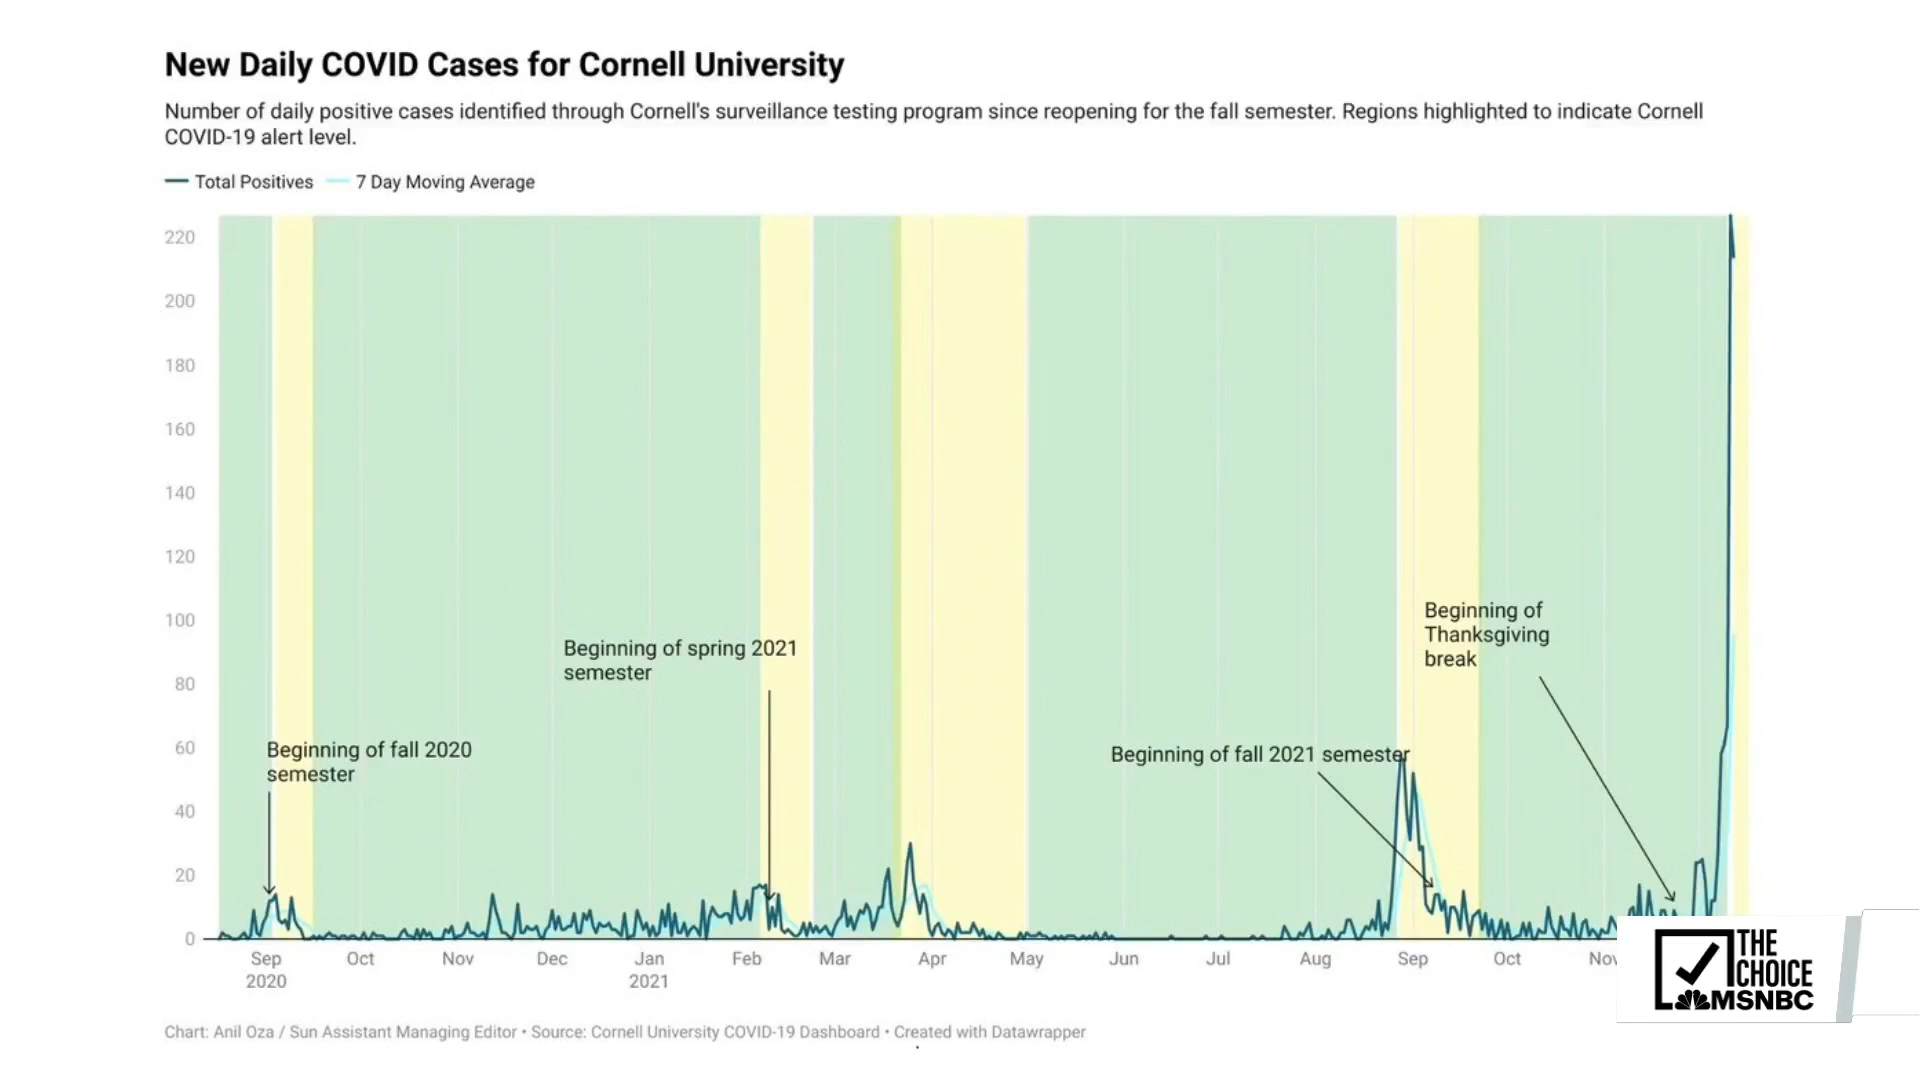 New Daily COVID Cases for Cornell University
Number of daily positive cases identified through Cornell's surveillance testing program since reopening for the fall semester. Regions highlighted to indicate Cornell
COVID-19 alert level.
Total Positives 7 Day Moving Average
220
200
180
160
140
120
100
80
60
40
20
0
Beginning of fall 2020
semester
Beginning of spring 2021
semester
Beginning of fall 2021 semester
Beginning of
Thanksgiving
break
Sep Oct Nov Dec Jan Feb Mar Apr May Jun Jul Aug Sep Oct Nov
2020 2021
THE
CHOICE
MSNBC
Chart: Anil Oza / Sun Assistant Managing Editor • Source: Cornell University COVID-19 Dashboard • Created with Datawrapper